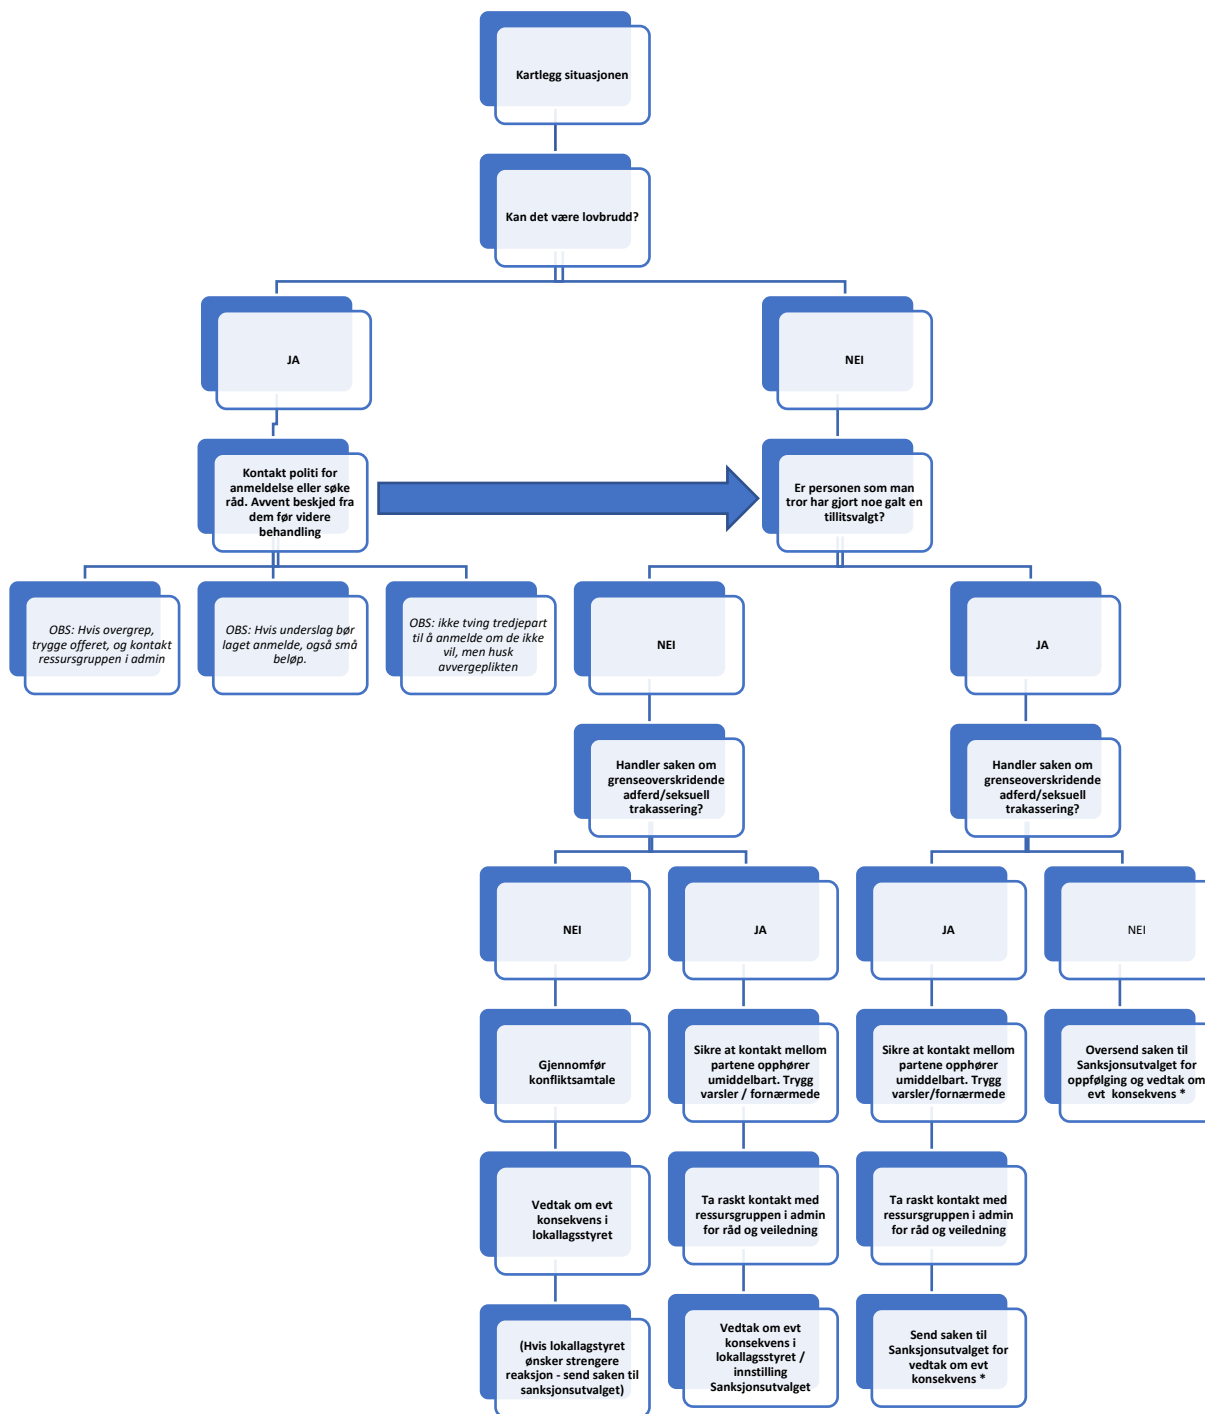 Kartlegg situasjonen
Kan det være lovbrudd?
JA
NEI
Kontakt politi for
anmeldelse eller søke
råd. Avvent beskjed fra
dem før videre
behandling
Er personen som man
tror har gjort noe galt en
tillitsvalgt?
OBS: Hvis overgrep,
trygge offeret, og kontakt
ressursgruppen i admin
OBS: Hvis underslag bør
laget anmelde, også små
beløp.
OBS: ikke tving tredjepart
til å anmelde om de ikke
vil, men husk
avvergeplikten
NEI
JA
Handler saken om
grenseoverskridende
adferd/seksuell
trakassering?
Handler saken om
grenseoverskridende
adferd/seksuell
trakassering?
NEI
JA
JA
NEI
Gjennomfør
konfliktsamtale
Sikre at kontakt mellom
partene opphører
umiddelbart. Trygg
varsler / fornærmede
Sikre at kontakt mellom
partene opphører
umiddelbart. Trygg
varsler/fornærmede
Oversend saken til
Sanksjonsutvalget for
oppfølging og vedtak om
evt  konsekvens *
Vedtak om evt
konsekvens i
lokallagsstyret
Ta raskt kontakt med
ressursgruppen i admin
for råd og veiledning
Ta raskt kontakt med
ressursgruppen i admin
for råd og veiledning
(Hvis lokallagstyret
ønsker strengere
reaksjon - send saken til
sanksjonsutvalget)
Vedtak om evt
konsekvens i
lokallagsstyret /
innstilling
Sanksjonsutvalget
Send saken til
Sanksjonsutvalget for
vedtak om evt
konsekvens *